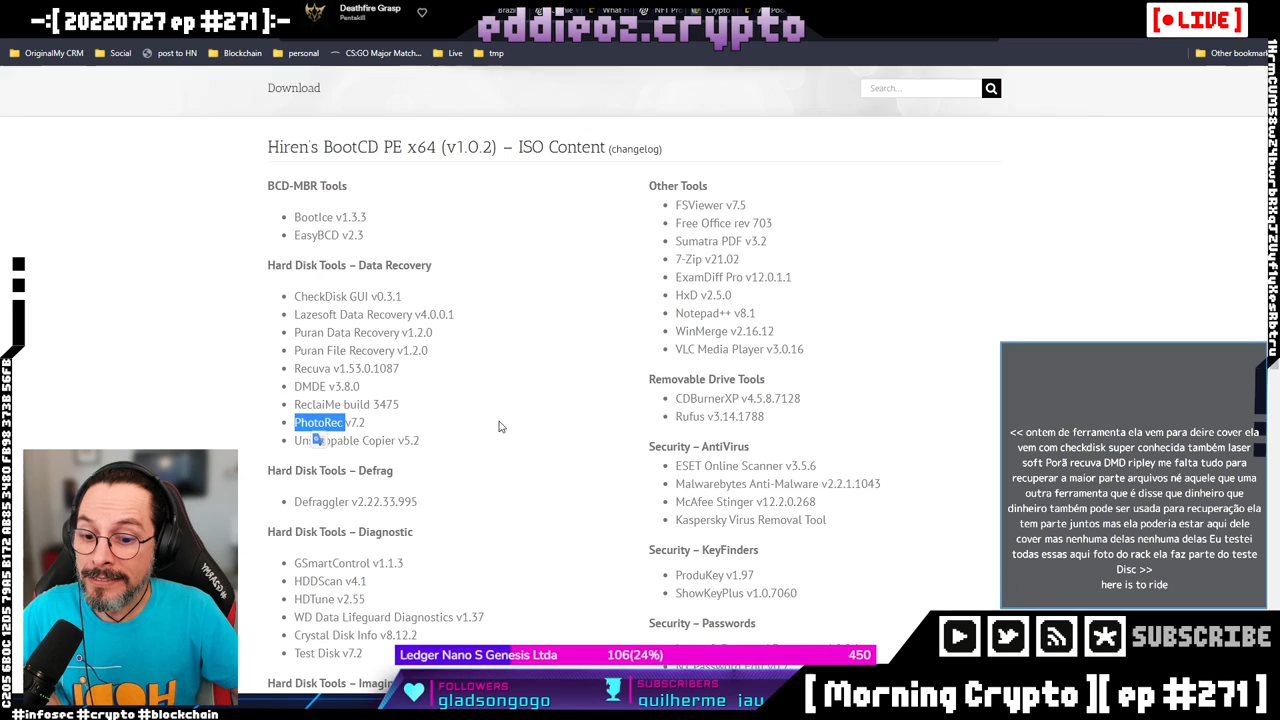 -:[ 20220727 ep #271 ]:-
Deathfire Grasp
Pentakill
eddieoz.crypto
[ LIVE ]
OriginalMy CRM
Social
post to HN
Blockchain
personal
CS:GO Major Match...
Live
tmp
Other bookmar
Download
Search...
Hiren's BootCD PE x64 (v1.0.2) – ISO Content (changelog)
BCD-MBR Tools
BootIce v1.3.3
EasyBCD v2.3
Hard Disk Tools – Data Recovery
CheckDisk GUI v0.3.1
Lazesoft Data Recovery v4.0.0.1
Puran Data Recovery v1.2.0
Puran File Recovery v1.2.0
Recuva v1.53.0.1087
DMDE v3.8.0
ReclaiMe build 3475
PhotoRec v7.2
Uns pable Copier v5.2
Hard Disk Tools – Defrag
Defraggler v2.22.33.995
Hard Disk Tools – Diagnostic
GSmartControl v1.1.3
HDDScan v4.1
HDTune v2.55
WD Data Lifeguard Diagnostics v1.37
Crystal Disk Info v8.12.2
Test Disk v7.2
Hard Disk Tools – Imagin
Other Tools
FSViewer v7.5
Free Office rev 703
Sumatra PDF v3.2
7-Zip v21.02
ExamDiff Pro v12.0.1.1
HxD v2.5.0
Notepad++ v8.1
WinMerge v2.16.12
VLC Media Player v3.0.16
Removable Drive Tools
CDBurnerXP v4.5.8.7128
Rufus v3.14.1788
Security – AntiVirus
ESET Online Scanner v3.5.6
Malwarebytes Anti-Malware v2.2.1.1043
McAfee Stinger v12.2.0.268
Kaspersky Virus Removal Tool
Security – KeyFinders
ProduKey v1.97
ShowKeyPlus v1.0.7060
Security – Passwords
<< ontem de ferramenta ela vem para deire cover ela
vem com checkdisk super conhecida também laser
soft Porã recuva DMD ripley me falta tudo para
recuperar a maior parte arquivos né aquele que uma
outra ferramenta que é disse que dinheiro que
dinheiro também pode ser usada para recuperação ela
tem parte juntos mas ela poderia estar aqui dele
cover mas nenhuma delas nenhuma delas Eu testei
todas essas aqui foto do rack ela faz parte do teste
Disc >>
here is to ride
Ledger Nano S Genesis Ltda 106(24%) 450
FOLLOWERS
gladsongogo
SUBSCRIBERS
guilherme_jau
SUBSCRIBE
[ Morning Crypto ][ ep #271 ]
#infosec #crypto #blockchain